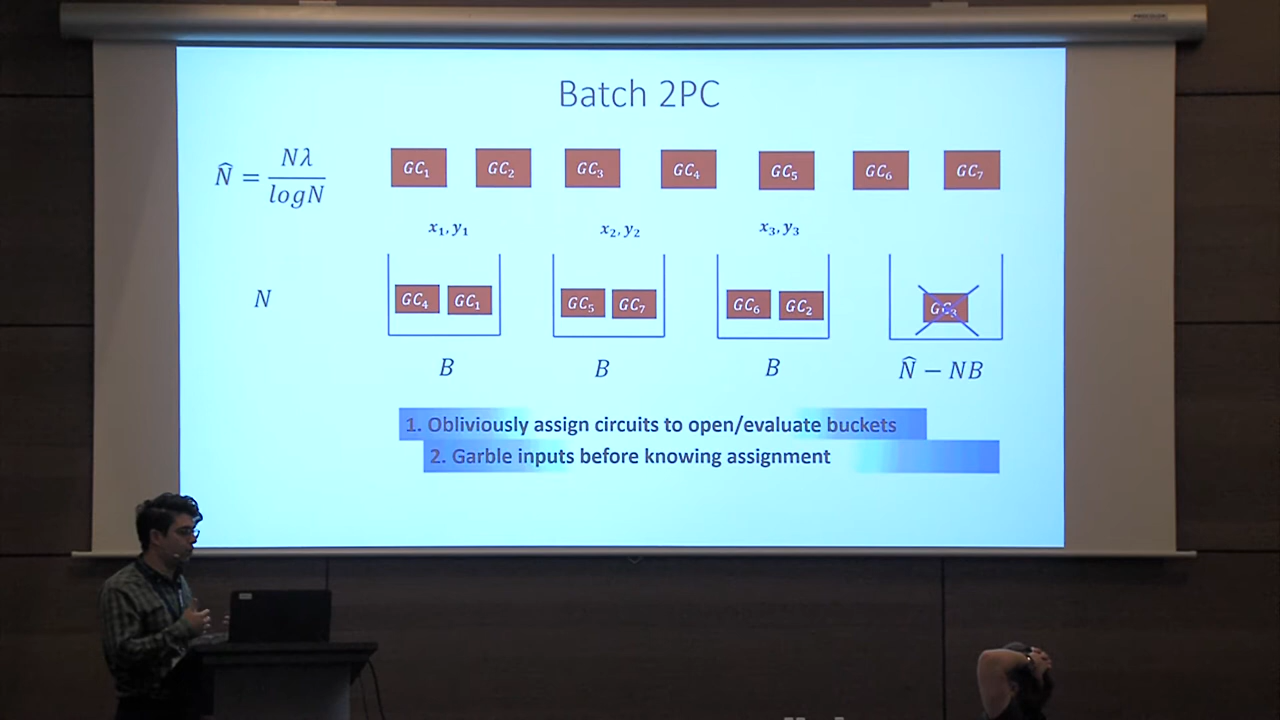 Batch 2PC
N̂ = Nλ / logN
GC₁ GC₂ GC₃ GC₄ GC₅ GC₆ GC₇
x₁, y₁ x₂, y₂ x₃, y₃
N
GC₄ GC₁ GC₅ GC₇ GC₆ GC₂ GC₃
B B B N̂ − NB
1. Obliviously assign circuits to open/evaluate buckets
2. Garble inputs before knowing assignment